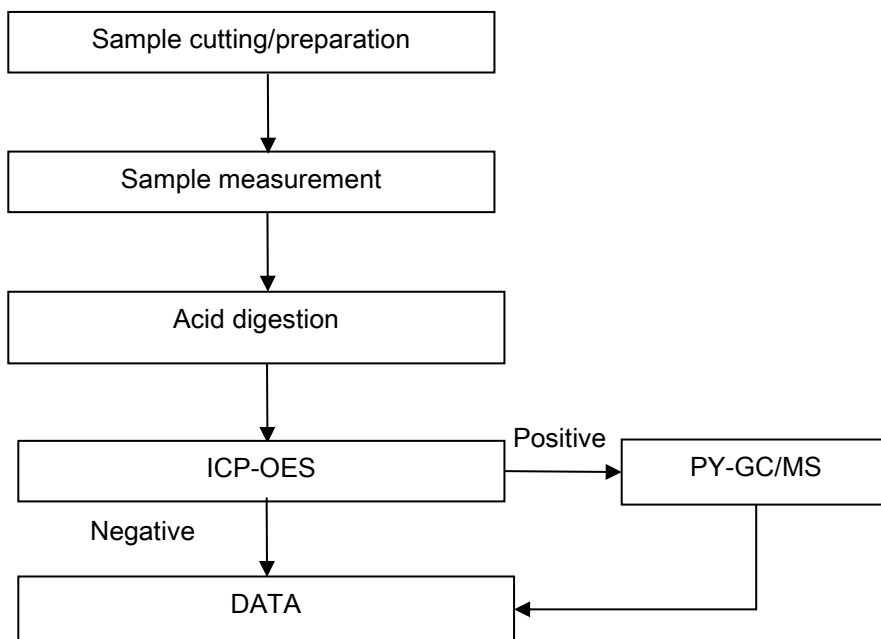 Sample cutting/preparation
Sample measurement
Acid digestion
ICP-OES
Positive
PY-GC/MS
Negative
DATA